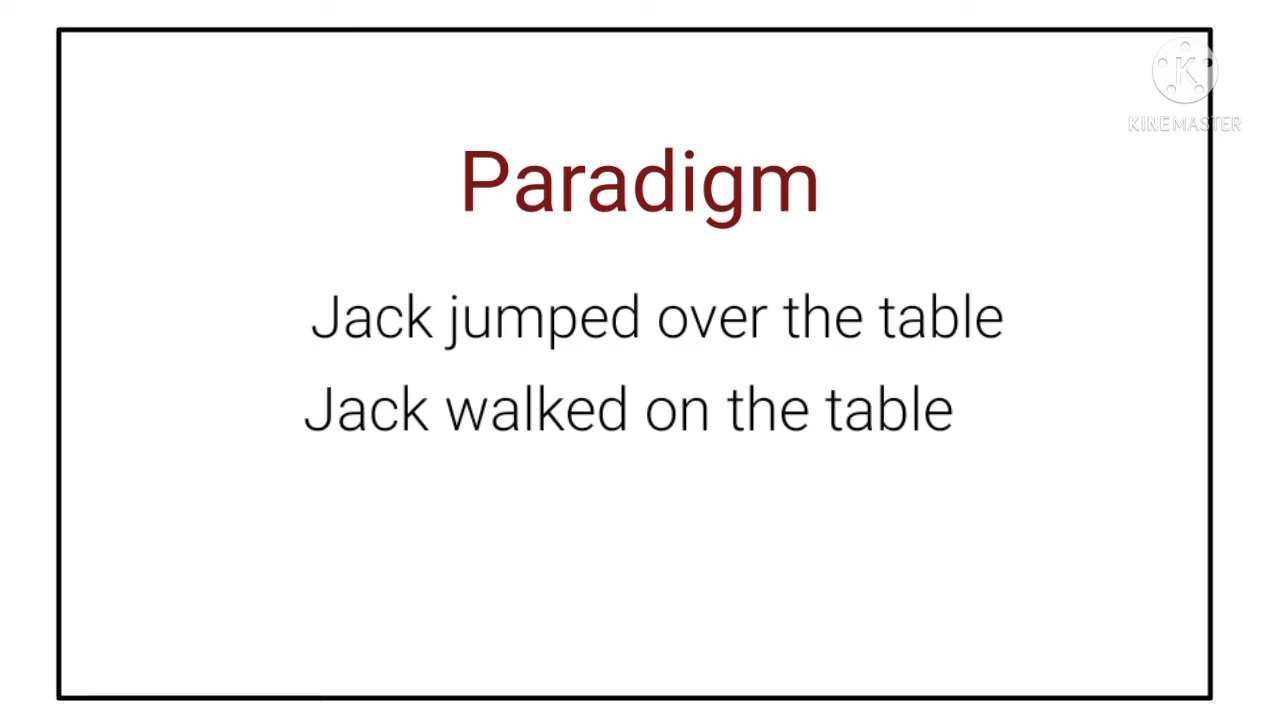 KINEMASTER
Paradigm
Jack jumped over the table
Jack walked on the table